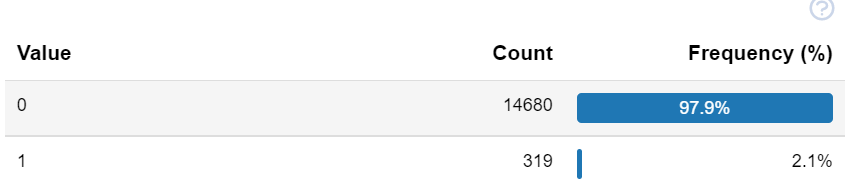 ?
Value Count Frequency (%)
0 14680 97.9%
1 319 2.1%